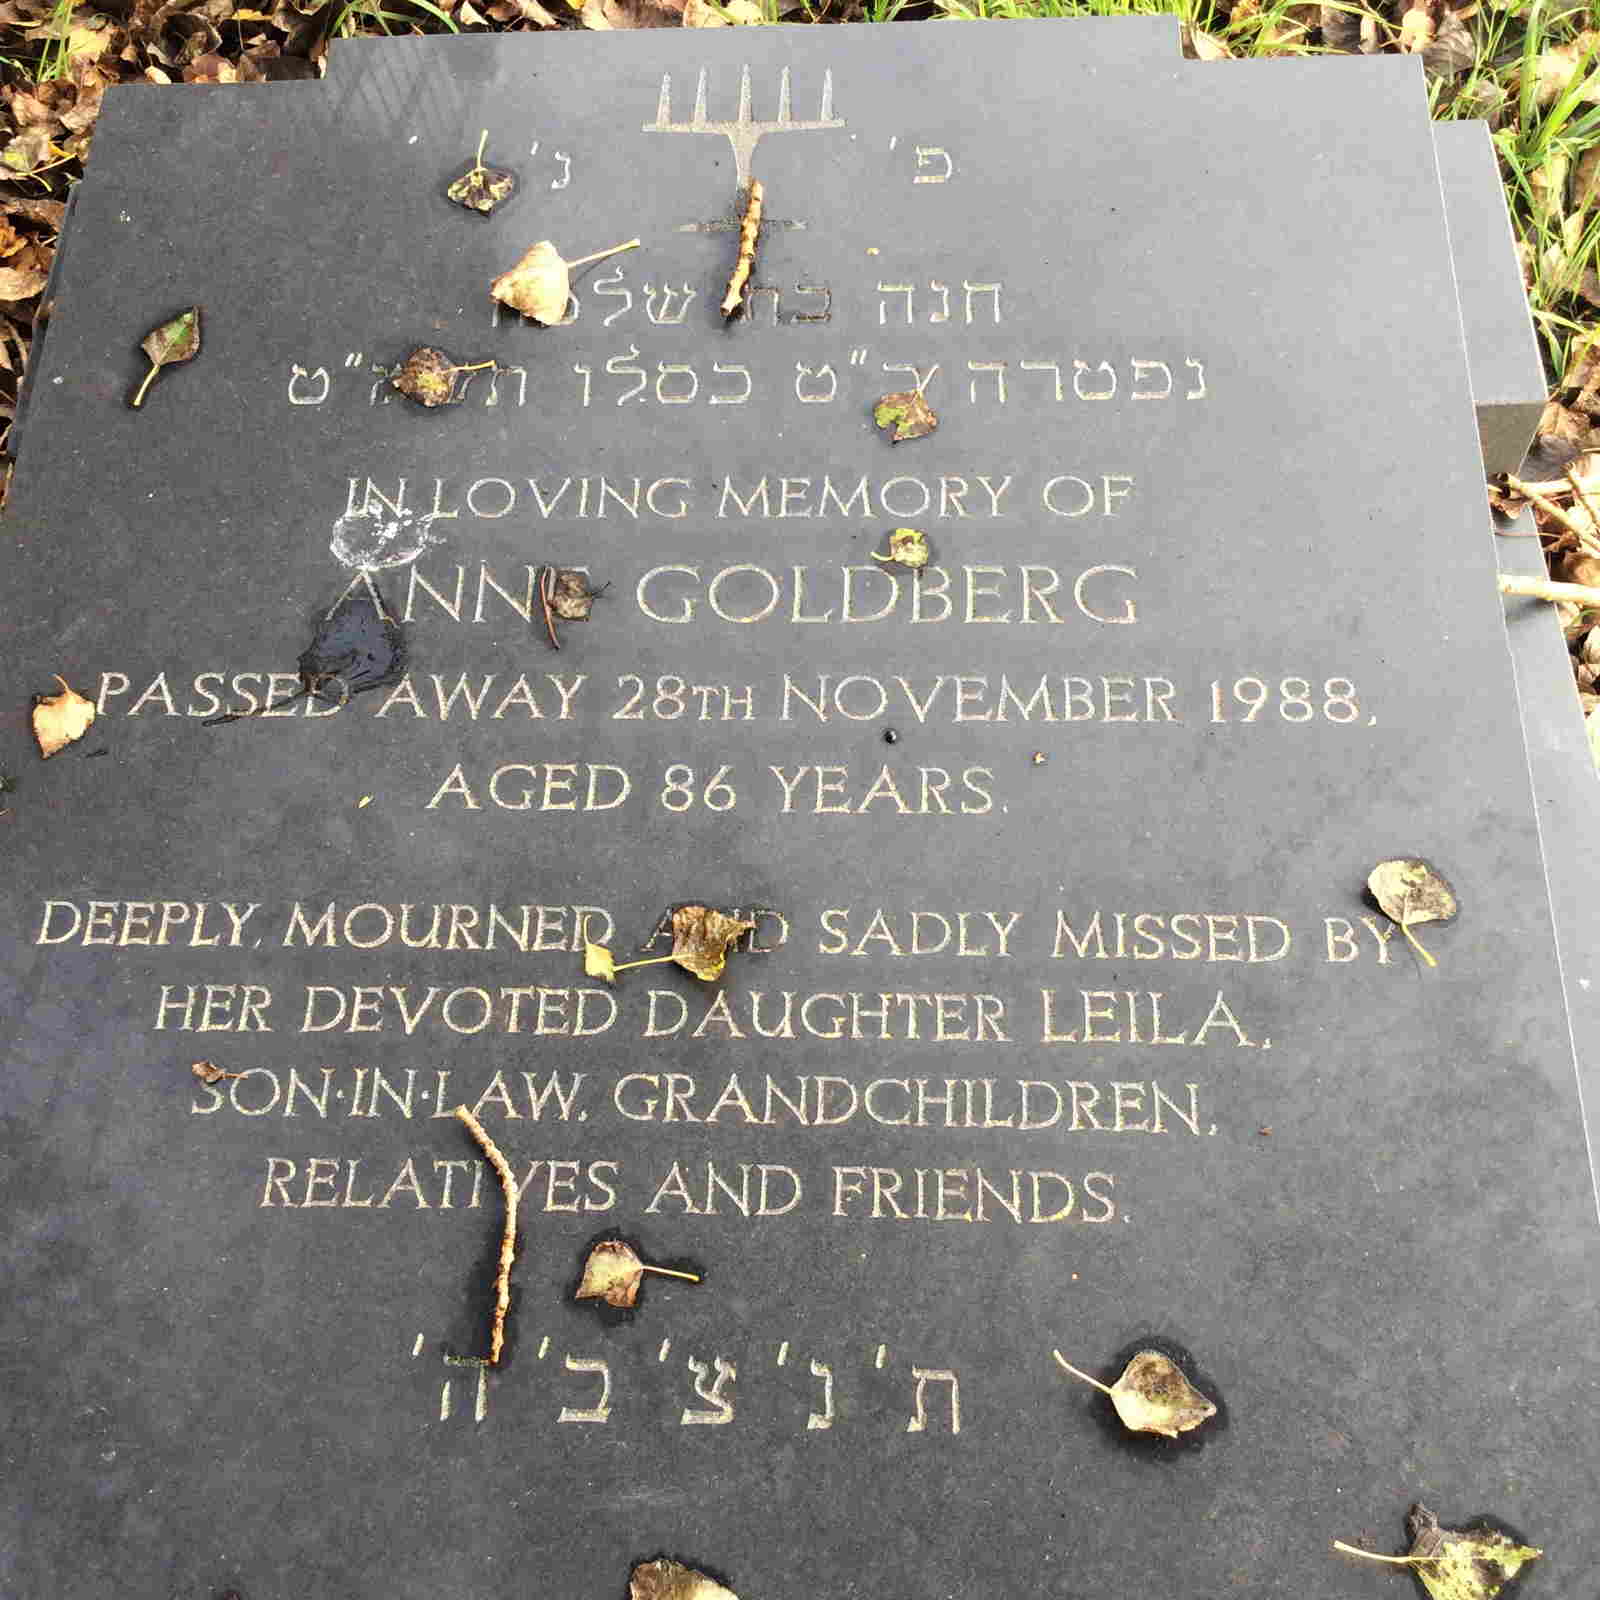 פ' נ'
חנה בת שלמה
נפטרה כסלו תשמ"ט
IN LOVING MEMORY OF
ANNE GOLDBERG
PASSED AWAY 28TH NOVEMBER 1988,
AGED 86 YEARS.
DEEPLY, MOURNED AND SADLY MISSED BY
HER DEVOTED DAUGHTER LEILA,
SON·IN·LAW, GRANDCHILDREN,
RELATIVES AND FRIENDS.
ת' נ' צ' ב' ה'